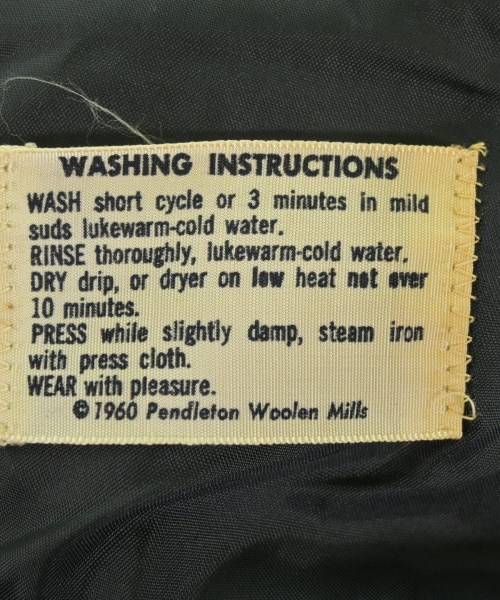 WASHING INSTRUCTIONS
WASH short cycle or 3 minutes in mild
suds lukewarm-cold water.
RINSE thoroughly, lukewarm-cold water.
DRY drip, or dryer on low heat not over
10 minutes.
PRESS while slightly damp, steam iron
with press cloth.
WEAR with pleasure.
© 1960 Pendleton Woolen Mills